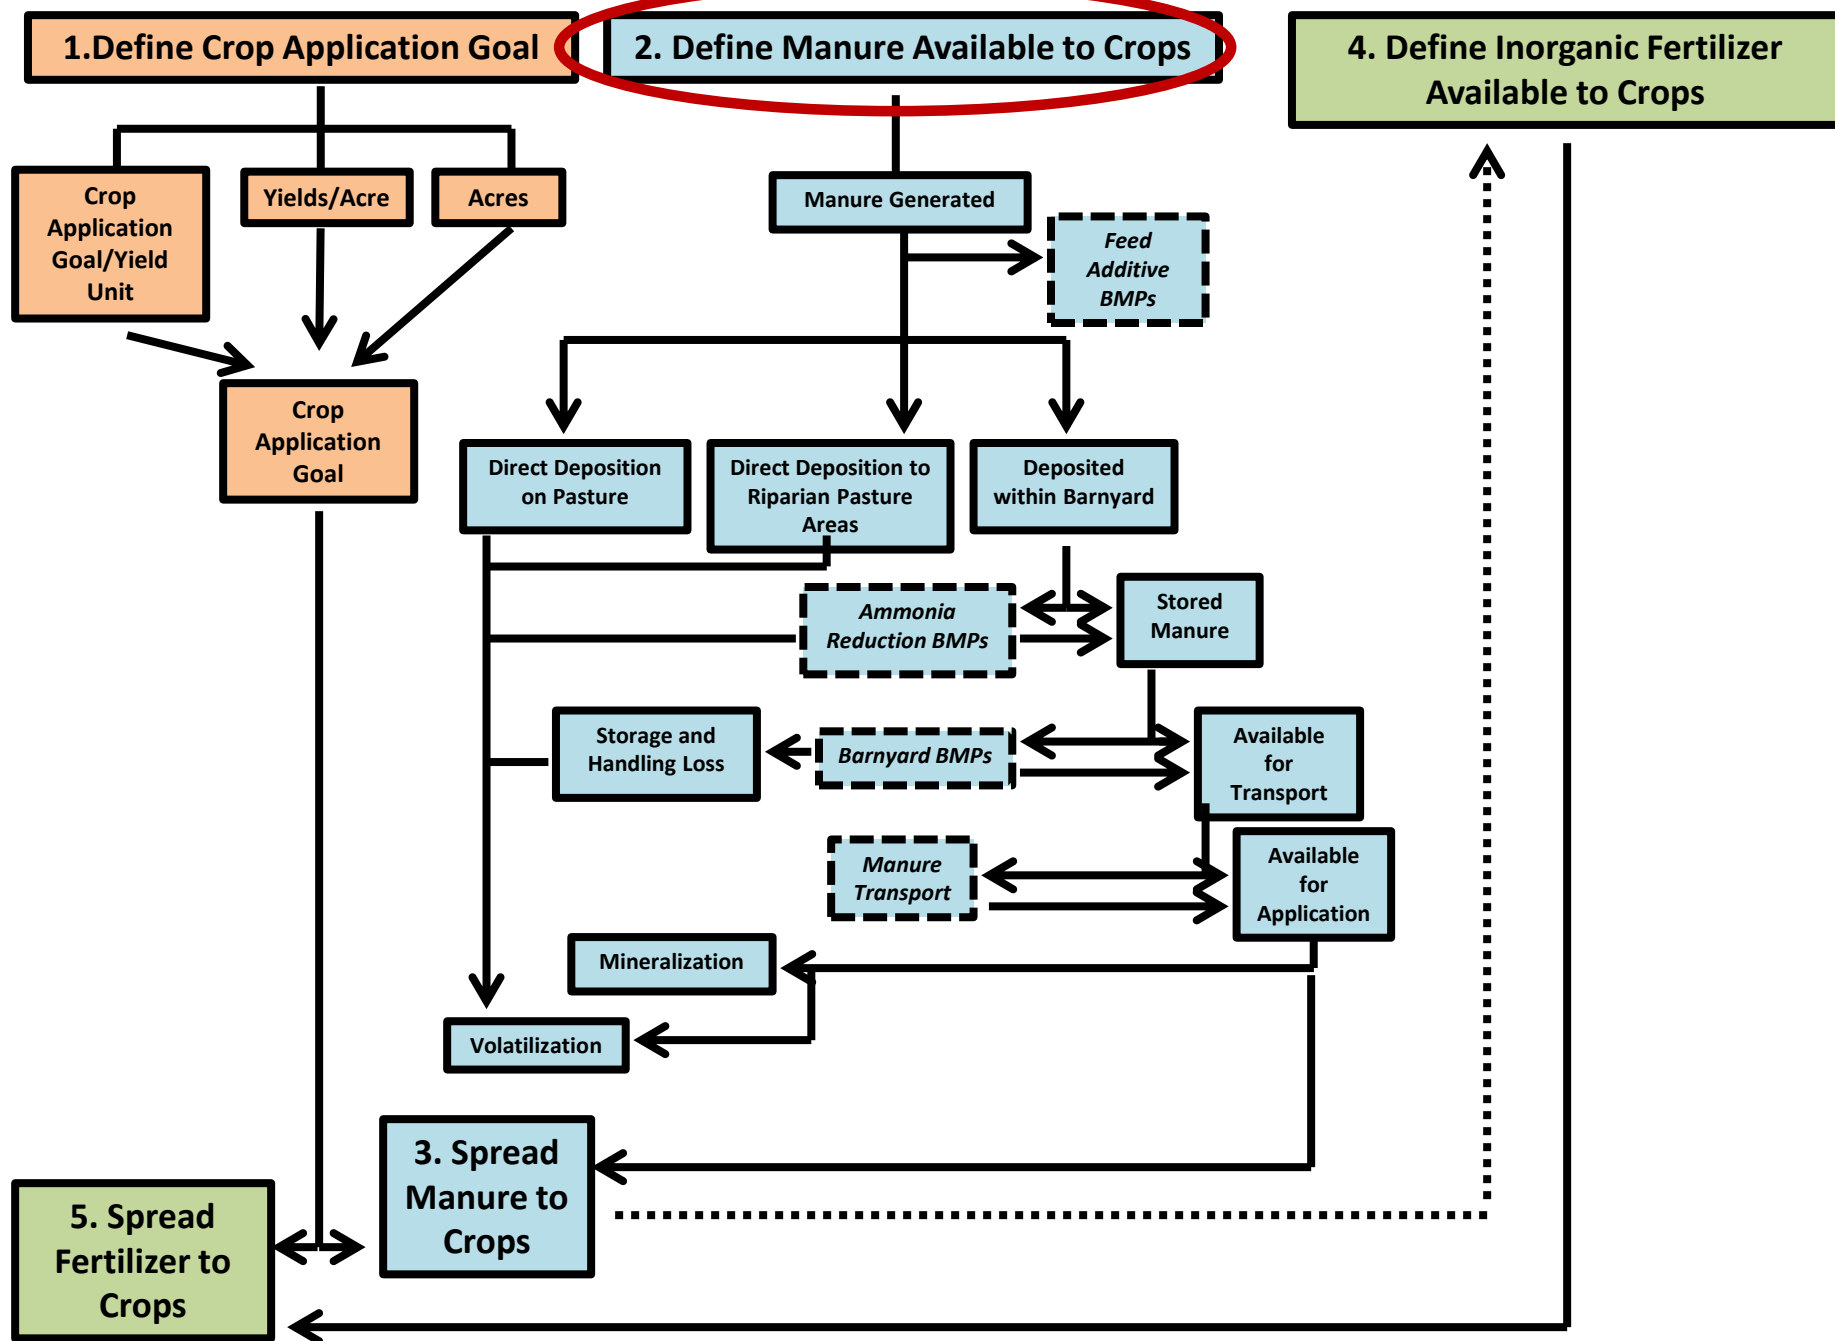 1.Define Crop Application Goal
2. Define Manure Available to Crops
4. Define Inorganic Fertilizer
Available to Crops
Crop
Application
Goal/Yield
Unit
Yields/Acre
Acres
Manure Generated
Feed
Additive
BMPs
Crop
Application
Goal
Direct Deposition
on Pasture
Direct Deposition to
Riparian Pasture
Areas
Deposited
within Barnyard
Ammonia
Reduction BMPs
Stored
Manure
Storage and
Handling Loss
Barnyard BMPs
Available
for
Transport
Manure
Transport
Available
for
Application
Mineralization
Volatilization
3. Spread
Manure to
Crops
5. Spread
Fertilizer to
Crops